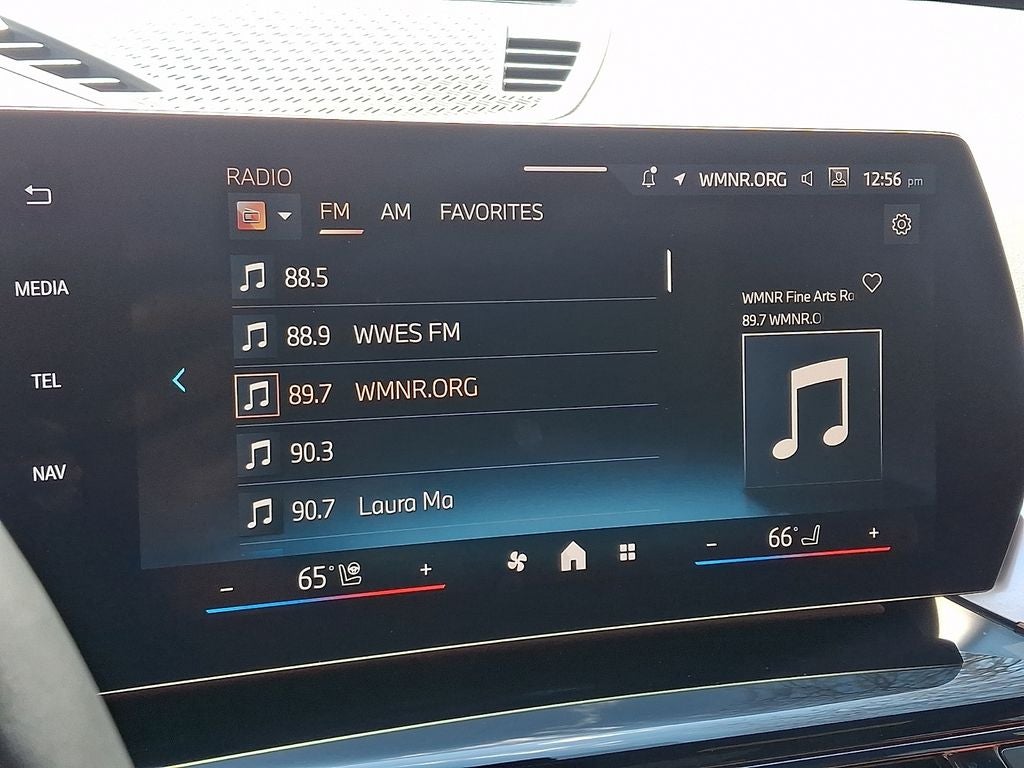 RADIO
WMNR.ORG 12:56 pm
FM AM FAVORITES
MEDIA
TEL
NAV
88.5
88.9 WWES FM
89.7 WMNR.ORG
90.3
90.7 Laura Ma
WMNR Fine Arts Ra
89.7 WMNR.O
− 65° +
− 66° +